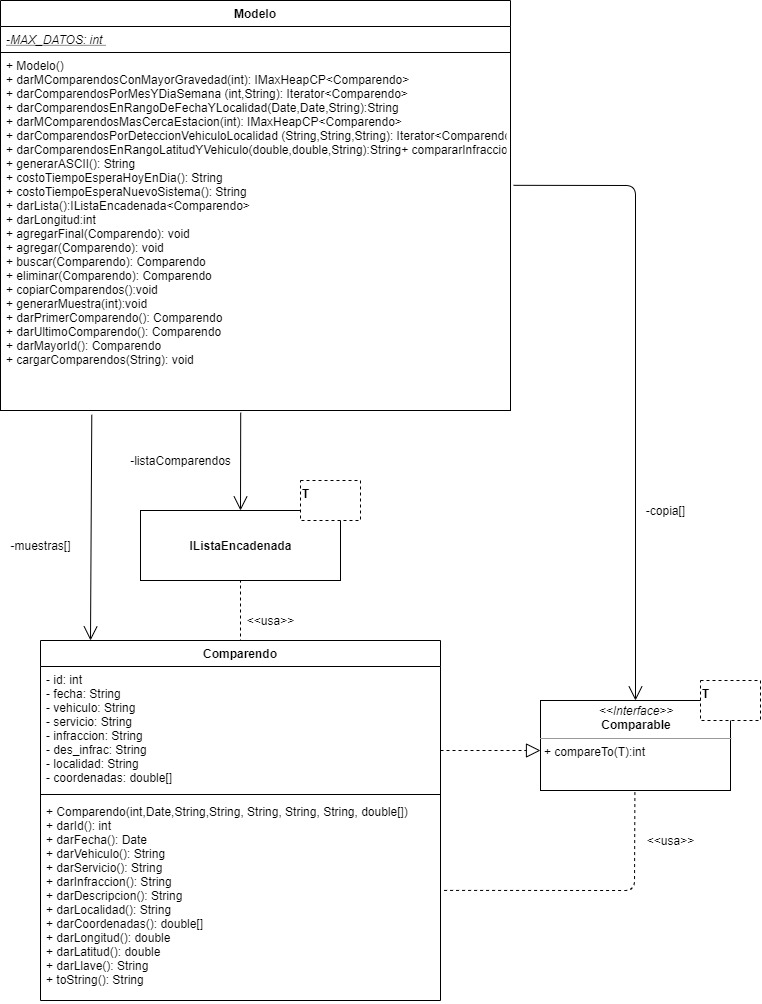 Modelo
-MAX_DATOS: int
+ Modelo()
+ darMComparendosConMayorGravedad(int): IMaxHeapCP<Comparendo>
+ darComparendosPorMesYDiaSemana (int,String): Iterator<Comparendo>
+ darComparendosEnRangoDeFechaYLocalidad(Date,Date,String):String
+ darMComparendosMasCercaEstacion(int): IMaxHeapCP<Comparendo>
+ darComparendosPorDeteccionVehiculoLocalidad (String,String,String): Iterator<Comparendo
+ darComparendosEnRangoLatitudYVehiculo(double,double,String):String+ compararInfraccio
+ generarASCII(): String
+ costoTiempoEsperaHoyEnDia(): String
+ costoTiempoEsperaNuevoSistema(): String
+ darLista():IListaEncadenada<Comparendo>
+ darLongitud:int
+ agregarFinal(Comparendo): void
+ agregar(Comparendo): void
+ buscar(Comparendo): Comparendo
+ eliminar(Comparendo): Comparendo
+ copiarComparendos():void
+ generarMuestra(int):void
+ darPrimerComparendo(): Comparendo
+ darUltimoComparendo(): Comparendo
+ darMayorId(): Comparendo
+ cargarComparendos(String): void
-listaComparendos
T
-copia[]
-muestras[]
IListaEncadenada
<<usa>>
Comparendo
- id: int
- fecha: String
- vehiculo: String
- servicio: String
- infraccion: String
- des_infrac: String
- localidad: String
- coordenadas: double[]
+ Comparendo(int,Date,String,String, String, String, String, double[])
+ darId(): int
+ darFecha(): Date
+ darVehiculo(): String
+ darServicio(): String
+ darInfraccion(): String
+ darDescripcion(): String
+ darLocalidad(): String
+ darCoordenadas(): double[]
+ darLongitud(): double
+ darLatitud(): double
+ darLlave(): String
+ toString(): String
T
<<Interface>>
Comparable
+ compareTo(T):int
<<usa>>